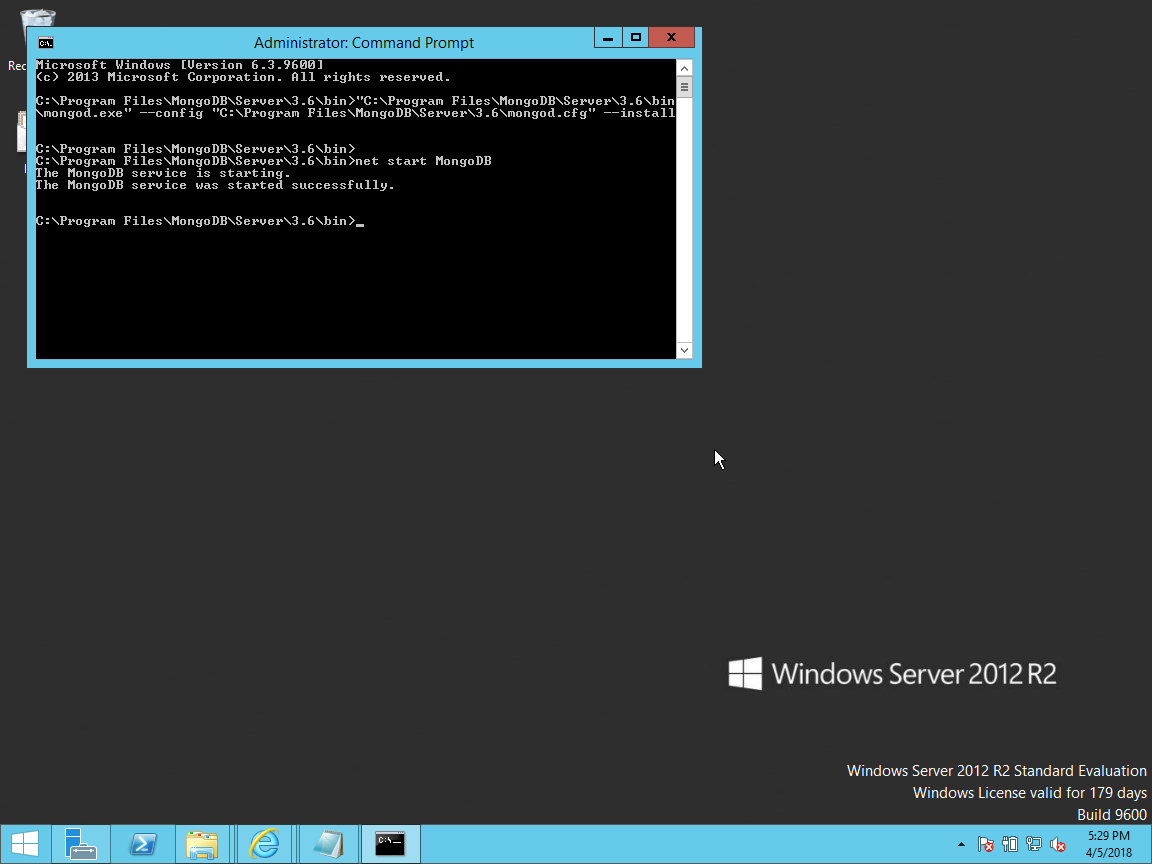 Rec
Administrator: Command Prompt
Microsoft Windows [Version 6.3.9600]
(c) 2013 Microsoft Corporation. All rights reserved.
C:\Program Files\MongoDB\Server\3.6\bin>"C:\Program Files\MongoDB\Server\3.6\bin
\mongod.exe" --config "C:\Program Files\MongoDB\Server\3.6\mongod.cfg" --install
C:\Program Files\MongoDB\Server\3.6\bin>
C:\Program Files\MongoDB\Server\3.6\bin>net start MongoDB
The MongoDB service is starting.
The MongoDB service was started successfully.
C:\Program Files\MongoDB\Server\3.6\bin>_
Windows Server 2012 R2
Windows Server 2012 R2 Standard Evaluation
Windows License valid for 179 days
Build 9600
5:29 PM
4/5/2018